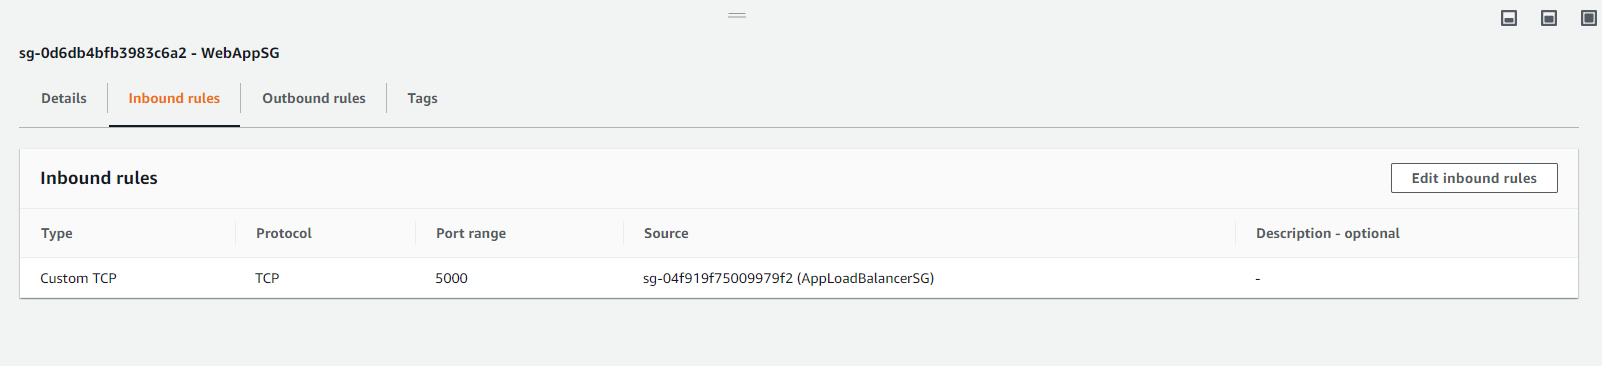 sg-0d6db4bfb3983c6a2 - WebAppSG
Details Inbound rules Outbound rules Tags
Inbound rules Edit inbound rules
Type Protocol Port range Source Description - optional
Custom TCP TCP 5000 sg-04f919f75009979f2 (AppLoadBalancerSG) -